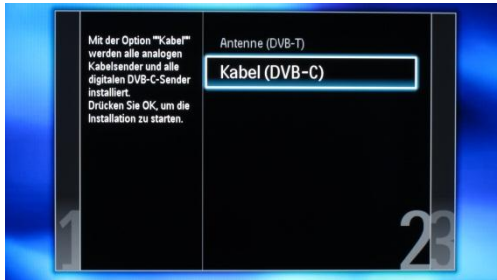 Mit der Option ""Kabel""
werden alle analogen
Kabelsender und alle
digitalen DVB-C-Sender
installiert.
Drücken Sie OK, um die
Installation zu starten.
Antenne (DVB-T)
Kabel (DVB-C)
1
2
3